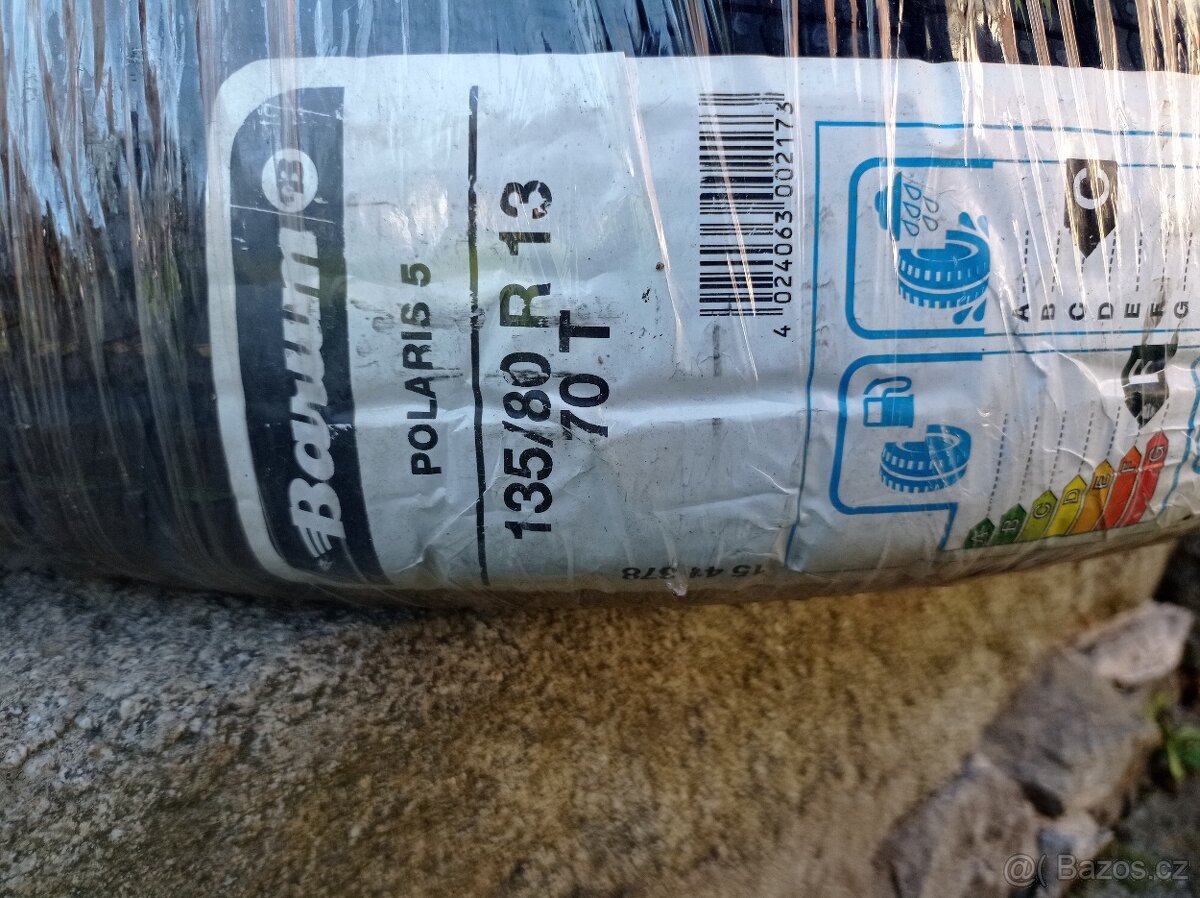 Barum
POLARIS 5
135/80 R 13
70 T
4 024063 002173
15 41 378
C
A
B
C
D
E
F
G
A
B
C
D
E
F
G
@( Bazos.cz